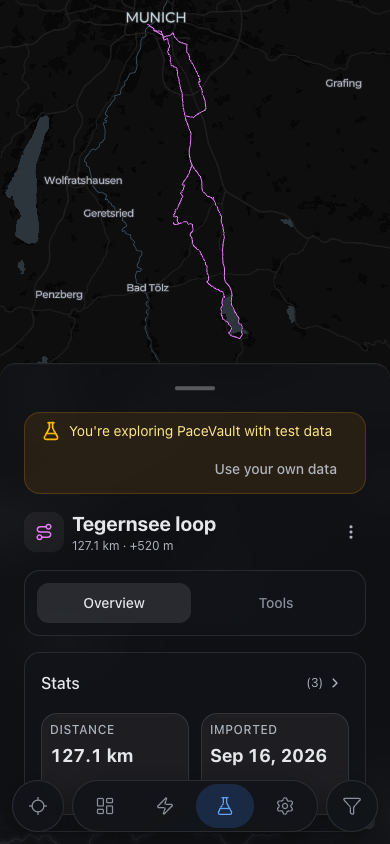 MUNICH
Grafing
Wolfratshausen
Geretsried
Bad Tölz
Penzberg
You're exploring PaceVault with test data
Use your own data
Tegernsee loop
127.1 km · +520 m
Overview
Tools
Stats
(3)
DISTANCE
IMPORTED
127.1 km
Sep 16, 2026